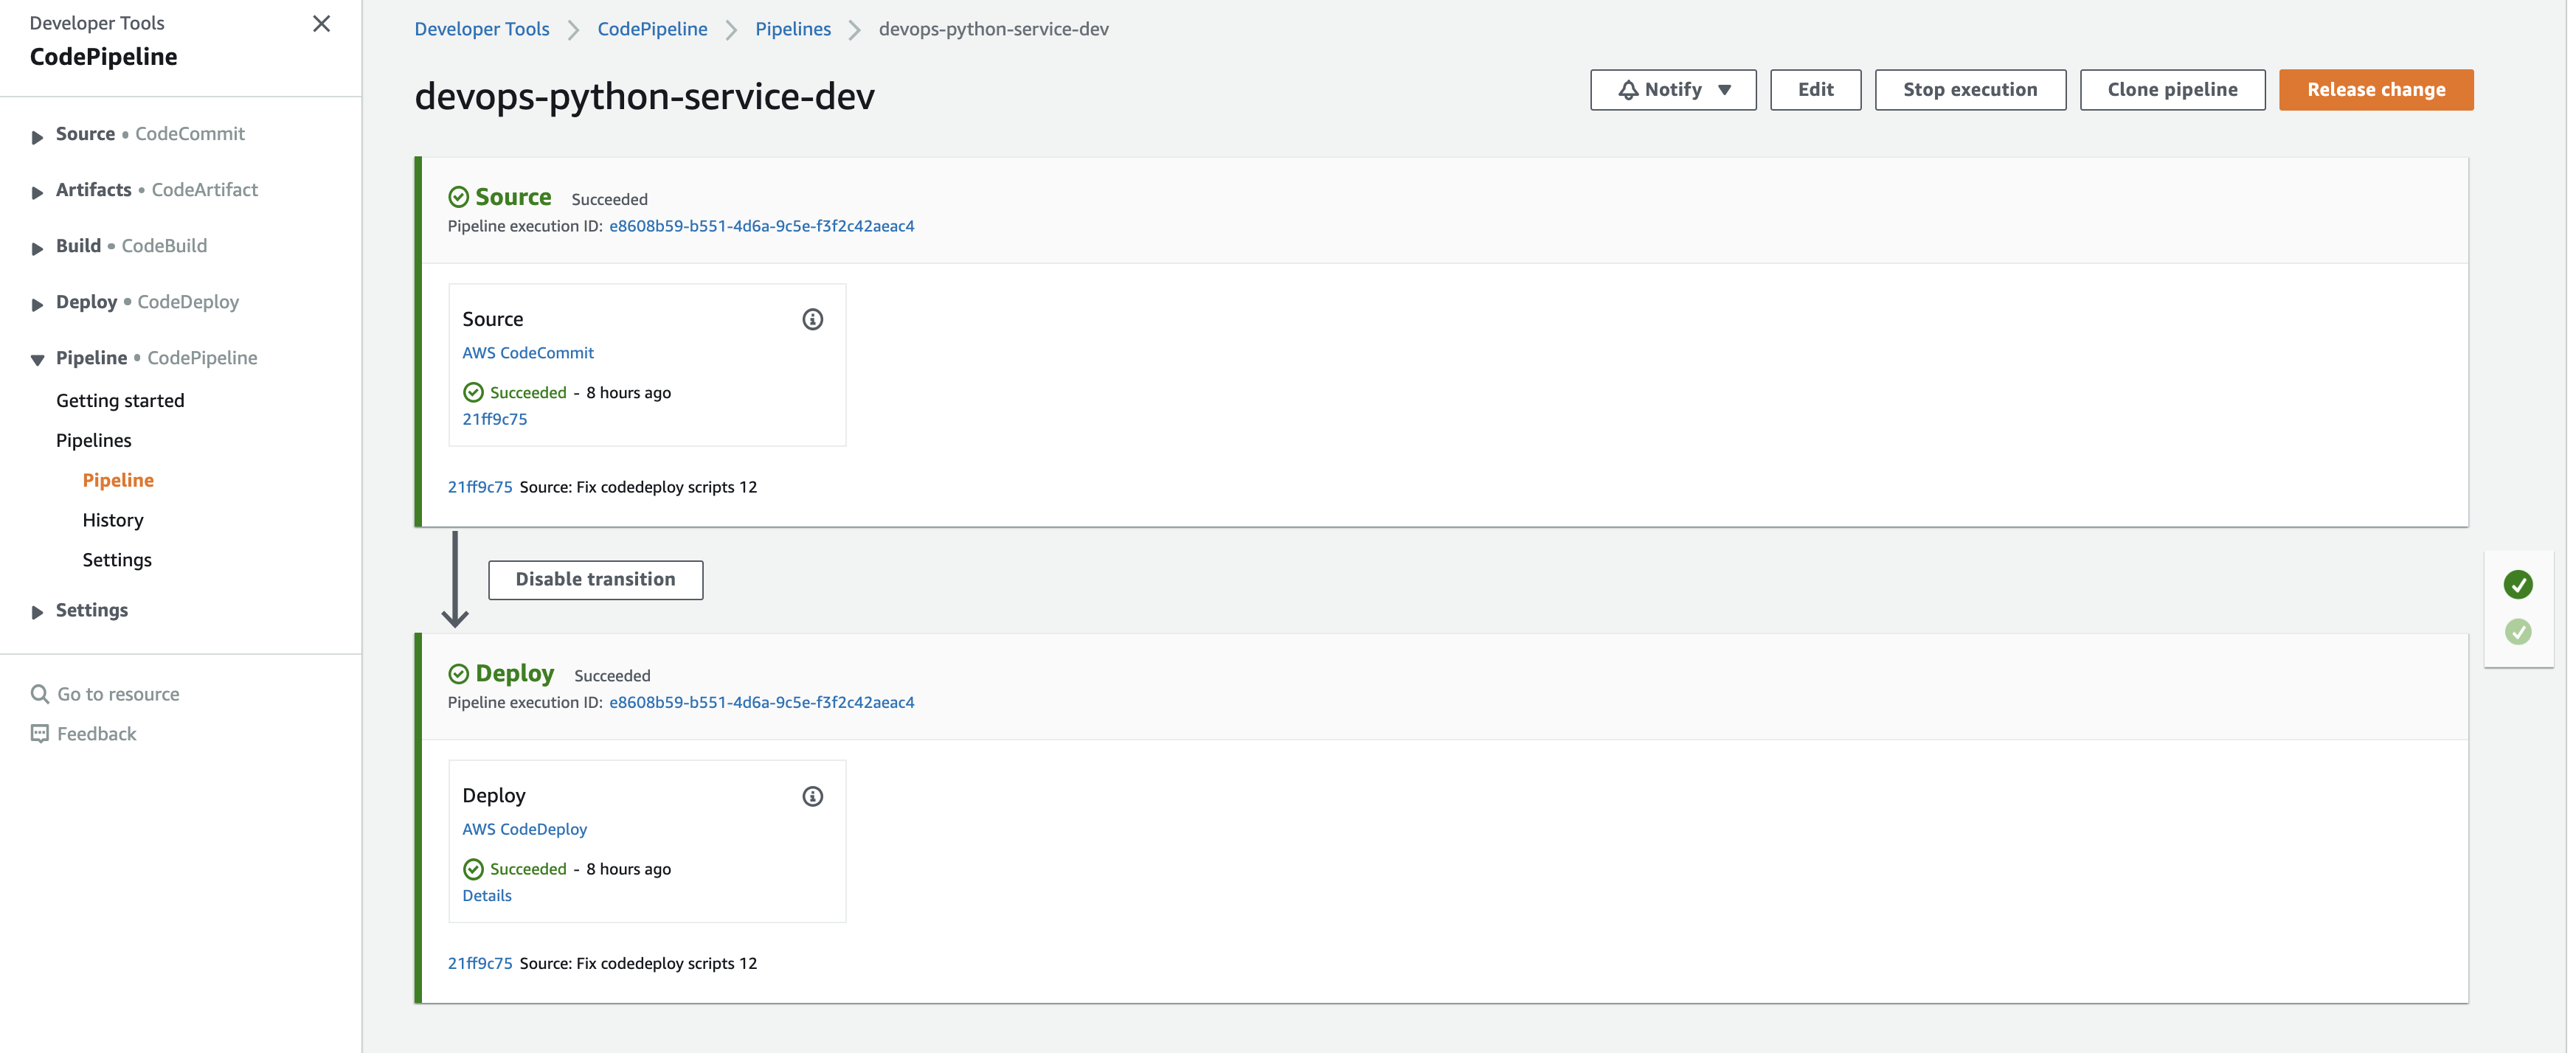 Developer Tools
CodePipeline
Source • CodeCommit
Artifacts • CodeArtifact
Build • CodeBuild
Deploy • CodeDeploy
Pipeline • CodePipeline
Getting started
Pipelines
Pipeline
History
Settings
Settings
Go to resource
Feedback
Developer Tools > CodePipeline > Pipelines > devops-python-service-dev
devops-python-service-dev
Notify ▼ Edit Stop execution Clone pipeline Release change
Source Succeeded
Pipeline execution ID: e8608b59-b551-4d6a-9c5e-f3f2c42aeac4
Source
AWS CodeCommit
Succeeded - 8 hours ago
21ff9c75
21ff9c75 Source: Fix codedeploy scripts 12
Disable transition
Deploy Succeeded
Pipeline execution ID: e8608b59-b551-4d6a-9c5e-f3f2c42aeac4
Deploy
AWS CodeDeploy
Succeeded - 8 hours ago
Details
21ff9c75 Source: Fix codedeploy scripts 12